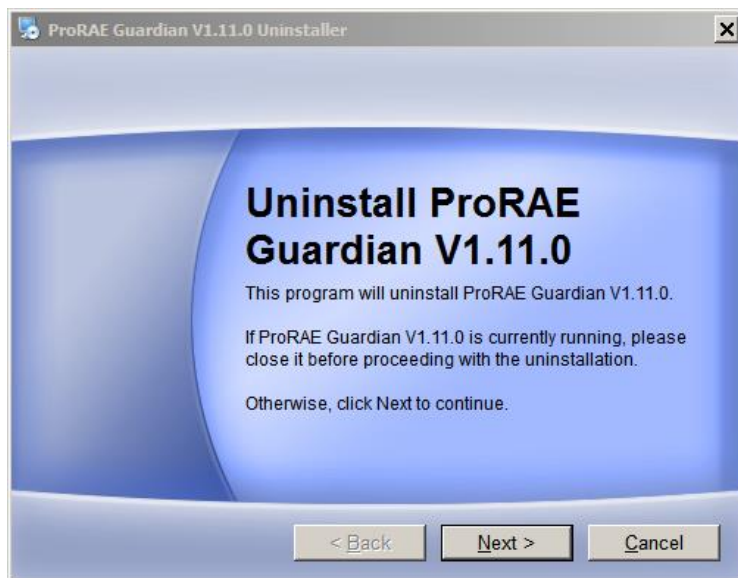 ProRAE Guardian V1.11.0 Uninstaller
Uninstall ProRAE
Guardian V1.11.0
This program will uninstall ProRAE Guardian V1.11.0.
If ProRAE Guardian V1.11.0 is currently running, please
close it before proceeding with the uninstallation.
Otherwise, click Next to continue.
< Back Next > Cancel